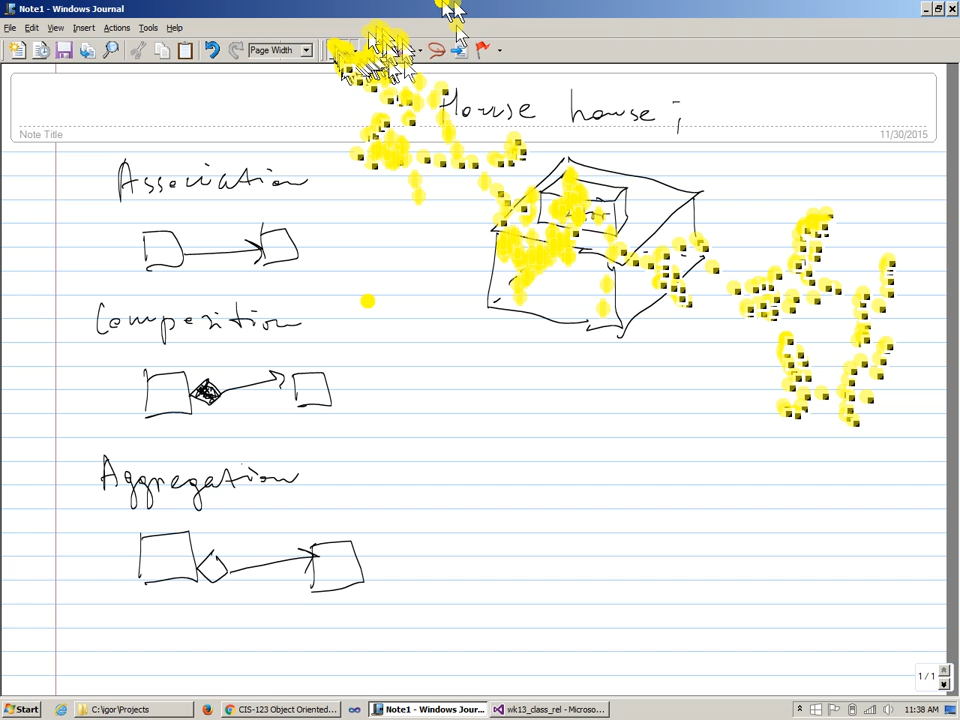 Note1 - Windows Journal
File Edit View Insert Actions Tools Help
Page Width
House house;
Note Title
11/30/2015
Association
Composition
Aggregation
1 / 1
Start
C:\igor\Projects
CIS-123 Object Oriented...
Note1 - Windows Jour...
wk13_class_rel - Microso...
11:38 AM